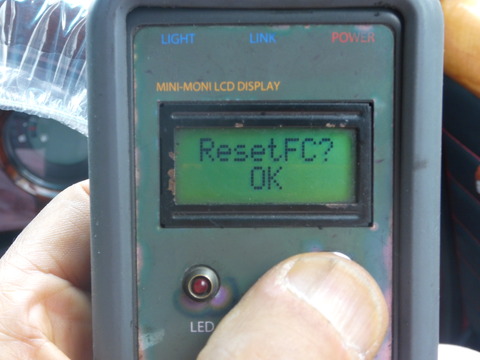 LIGHT LINK POWER
MINI-MONI LCD DISPLAY
ResetFC?
OK
LED